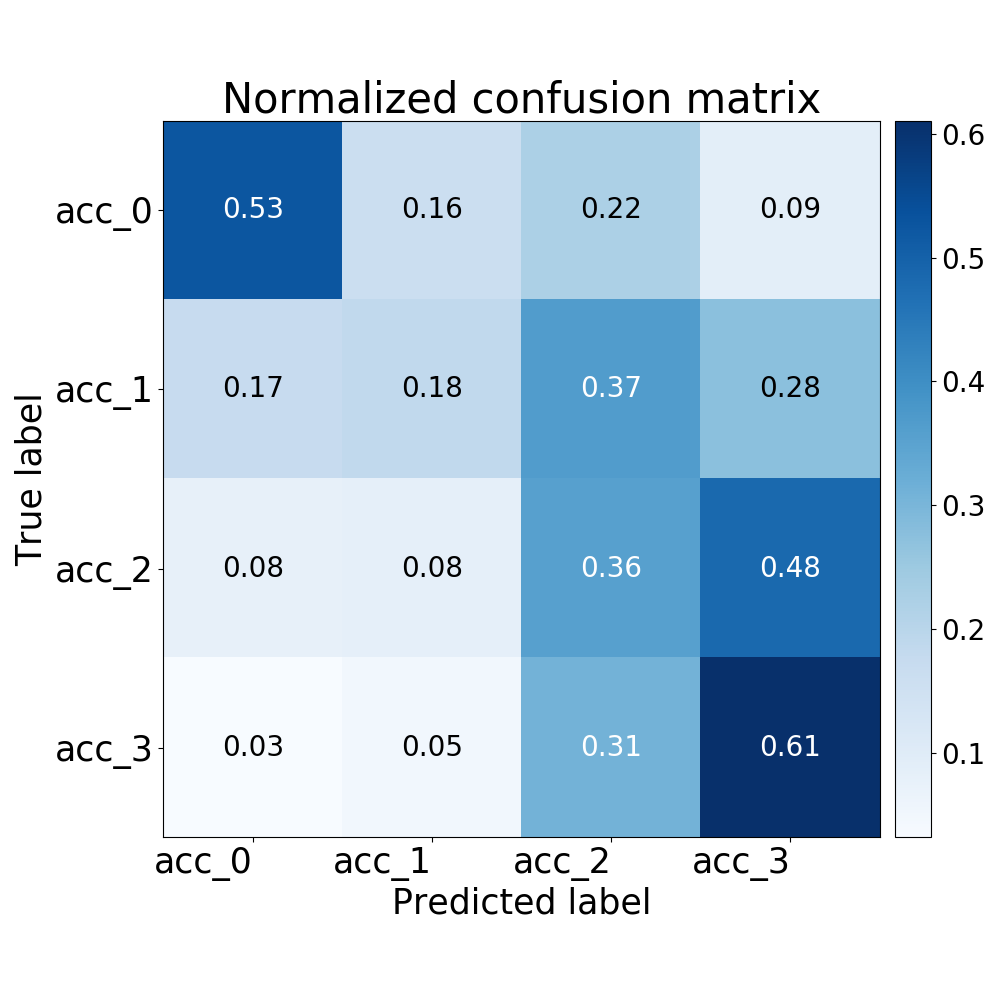 Normalized confusion matrix
True label
acc_0 0.53 0.16 0.22 0.09
acc_1 0.17 0.18 0.37 0.28
acc_2 0.08 0.08 0.36 0.48
acc_3 0.03 0.05 0.31 0.61
acc_0 acc_1 acc_2 acc_3
Predicted label
0.6
0.5
0.4
0.3
0.2
0.1